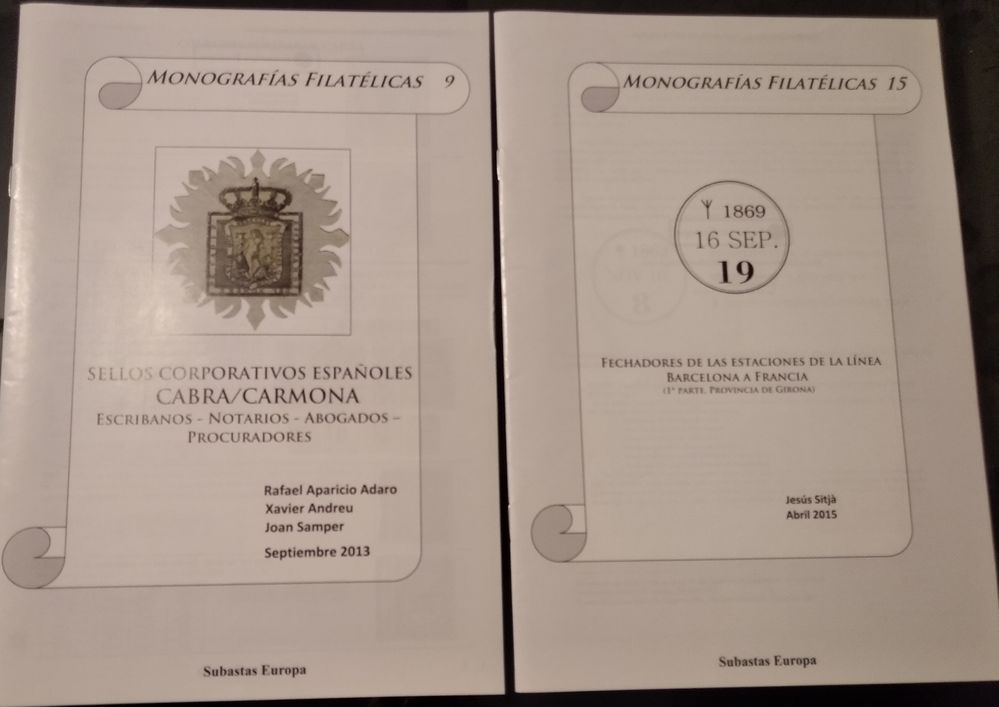 MONOGRAFÍAS FILATÉLICAS 9
SELLOS CORPORATIVOS ESPAÑOLES
CABRA/CARMONA
ESCRIBANOS - NOTARIOS - ABOGADOS –
PROCURADORES
Rafael Aparicio Adaro
Xavier Andreu
Joan Samper
Septiembre 2013
Subastas Europa
MONOGRAFÍAS FILATÉLICAS 15
1869
16 SEP.
19
FECHADORES DE LAS ESTACIONES DE LA LÍNEA
BARCELONA A FRANCIA
(1ª PARTE. PROVINCIA DE GIRONA)
Jesús Sitjà
Abril 2015
Subastas Europa